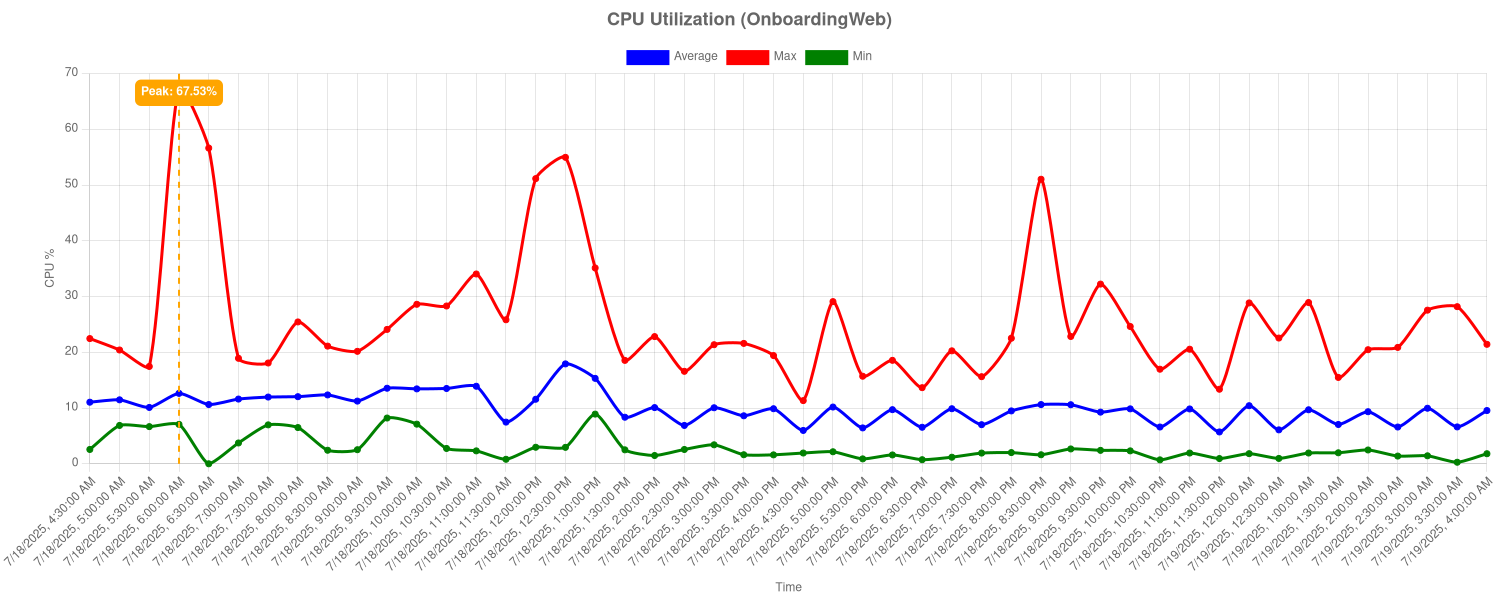 CPU Utilization (OnboardingWeb)
Average Max Min
70
Peak: 67.53%
60
50
40
30
20
10
0
CPU %
7/18/2025, 4:30:00 AM
7/18/2025, 5:00:00 AM
7/18/2025, 5:30:00 AM
7/18/2025, 6:00:00 AM
7/18/2025, 6:30:00 AM
7/18/2025, 7:00:00 AM
7/18/2025, 7:30:00 AM
7/18/2025, 8:00:00 AM
7/18/2025, 8:30:00 AM
7/18/2025, 9:00:00 AM
7/18/2025, 9:30:00 AM
7/18/2025, 10:00:00 AM
7/18/2025, 10:30:00 AM
7/18/2025, 11:00:00 AM
7/18/2025, 11:30:00 AM
7/18/2025, 12:00:00 PM
7/18/2025, 12:30:00 PM
7/18/2025, 1:00:00 PM
7/18/2025, 1:30:00 PM
7/18/2025, 2:00:00 PM
7/18/2025, 2:30:00 PM
7/18/2025, 3:00:00 PM
7/18/2025, 3:30:00 PM
7/18/2025, 4:00:00 PM
7/18/2025, 4:30:00 PM
7/18/2025, 5:00:00 PM
7/18/2025, 5:30:00 PM
7/18/2025, 6:00:00 PM
7/18/2025, 6:30:00 PM
7/18/2025, 7:00:00 PM
7/18/2025, 7:30:00 PM
7/18/2025, 8:00:00 PM
7/18/2025, 8:30:00 PM
7/18/2025, 9:00:00 PM
7/18/2025, 9:30:00 PM
7/18/2025, 10:00:00 PM
7/18/2025, 10:30:00 PM
7/18/2025, 11:00:00 PM
7/18/2025, 11:30:00 PM
7/19/2025, 12:00:00 AM
7/19/2025, 12:30:00 AM
7/19/2025, 1:00:00 AM
7/19/2025, 1:30:00 AM
7/19/2025, 2:00:00 AM
7/19/2025, 2:30:00 AM
7/19/2025, 3:00:00 AM
7/19/2025, 3:30:00 AM
7/19/2025, 4:00:00 AM
Time